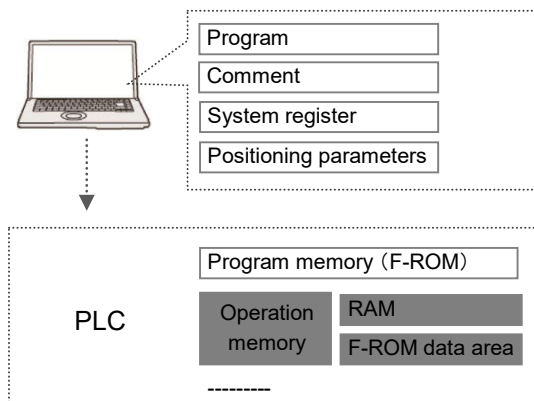 Program
Comment
System register
Positioning parameters
Program memory (F-ROM)
PLC
Operation
memory
RAM
F-ROM data area
---------